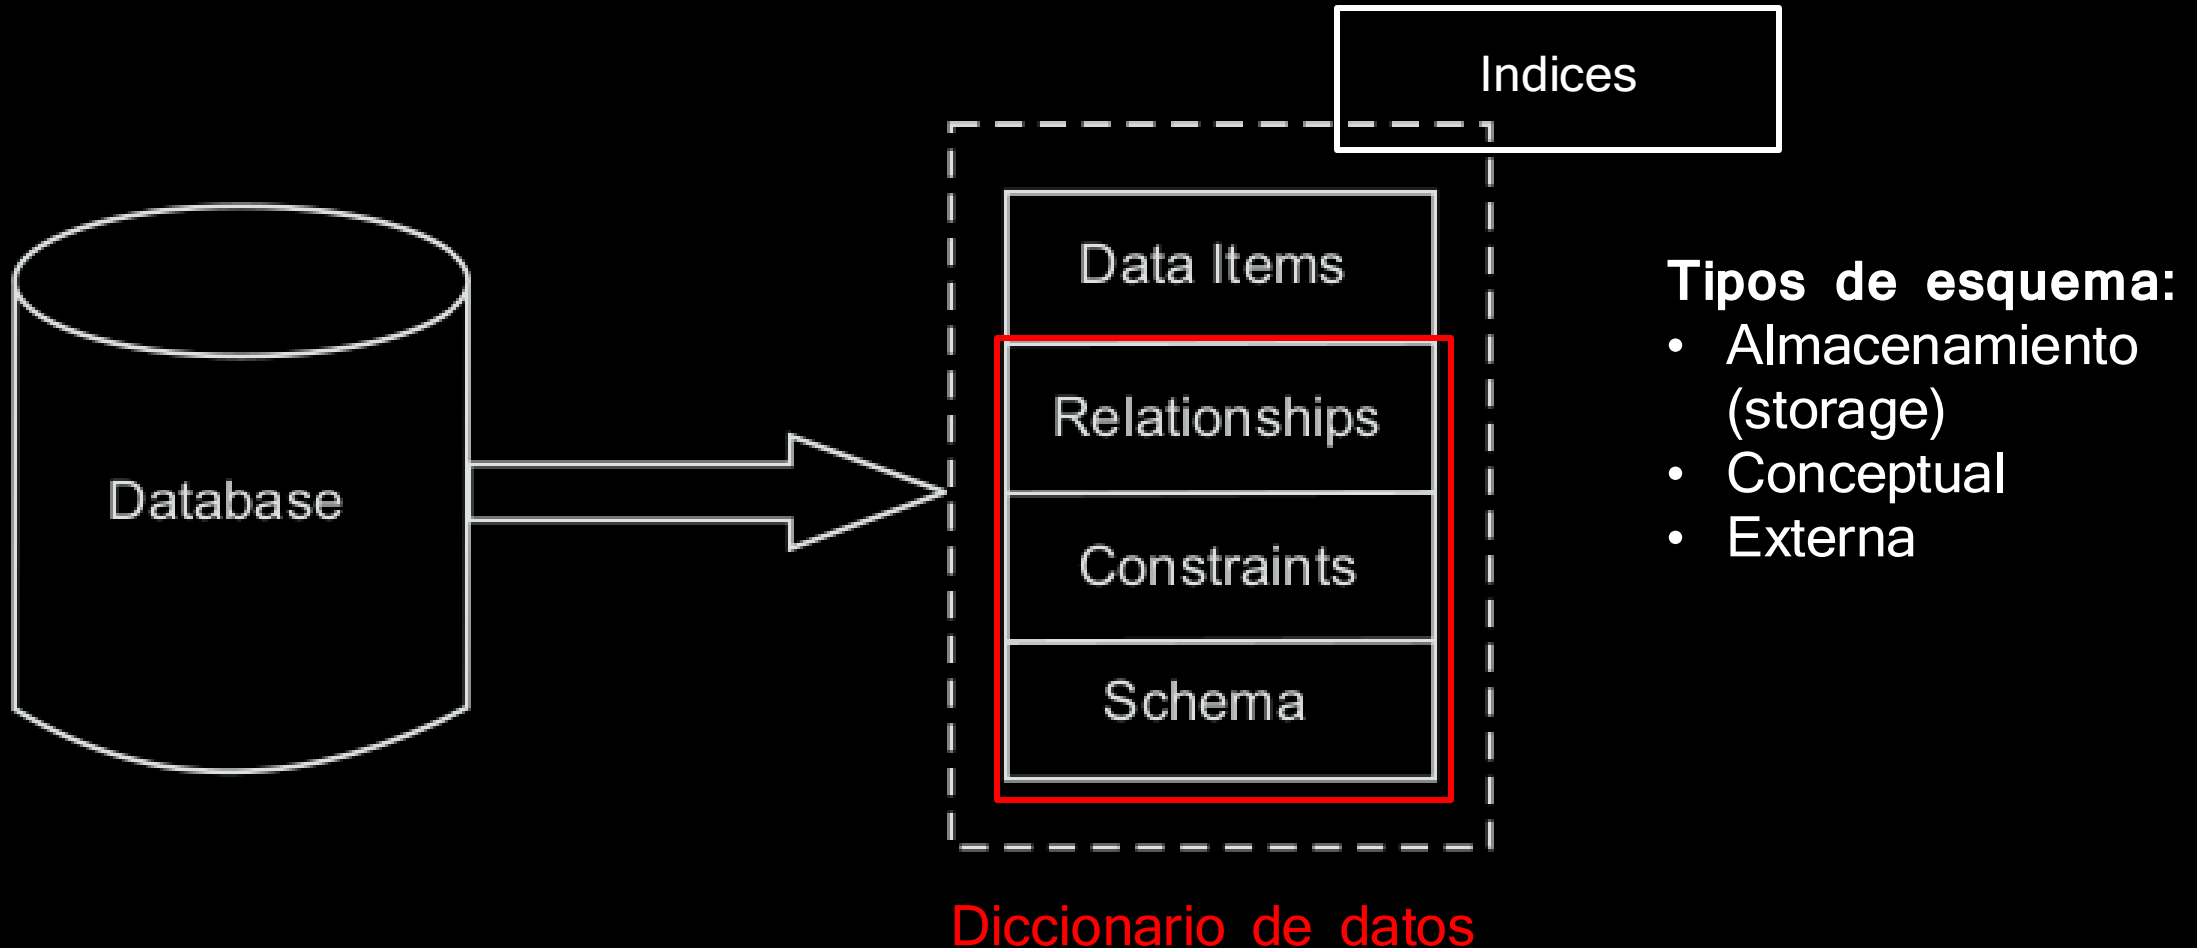 Indices
Data Items
Relationships
Constraints
Schema
Database
Tipos de esquema:
• Almacenamiento
(storage)
• Conceptual
• Externa
Diccionario de datos